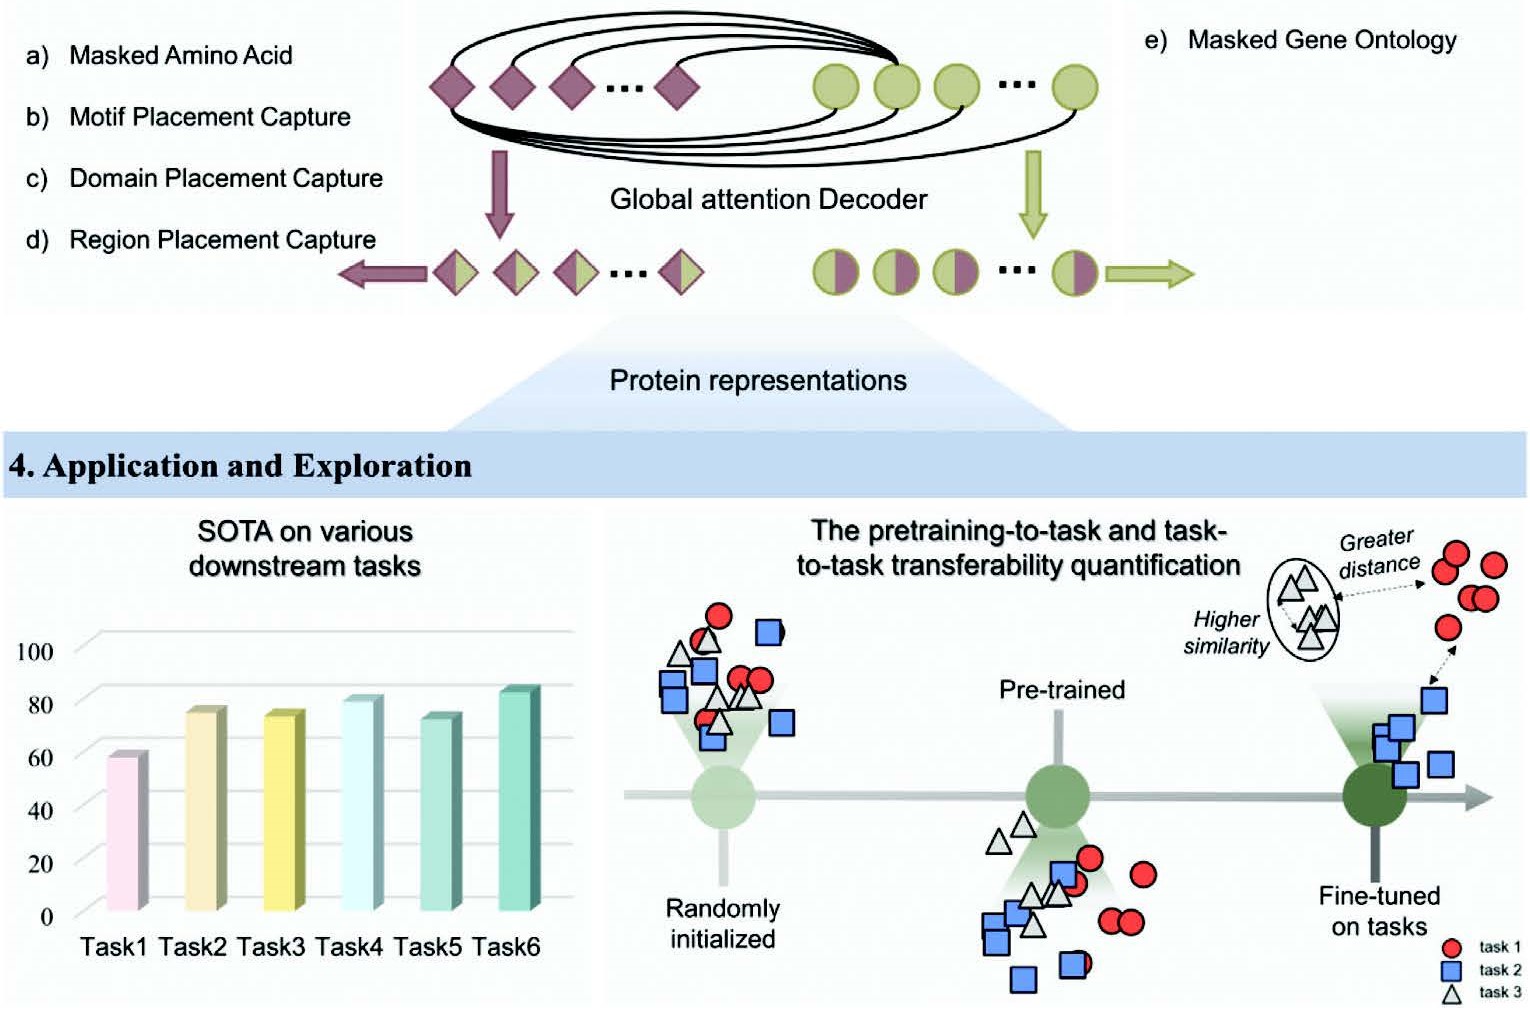 a) Masked Amino Acid
b) Motif Placement Capture
c) Domain Placement Capture
d) Region Placement Capture
e) Masked Gene Ontology
Global attention Decoder
Protein representations
4. Application and Exploration
SOTA on various
downstream tasks
100
80
60
40
20
0
Task1 Task2 Task3 Task4 Task5 Task6
The pretraining-to-task and task-
to-task transferability quantification
Greater
distance
Higher
similarity
Pre-trained
Randomly
initialized
Fine-tuned
on tasks
task 1
task 2
task 3